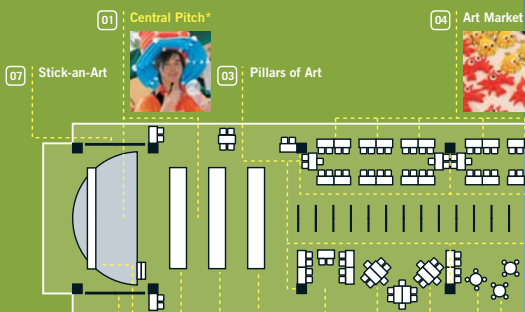 01 Central Pitch*
04 Art Market
07 Stick-an-Art
03 Pillars of Art